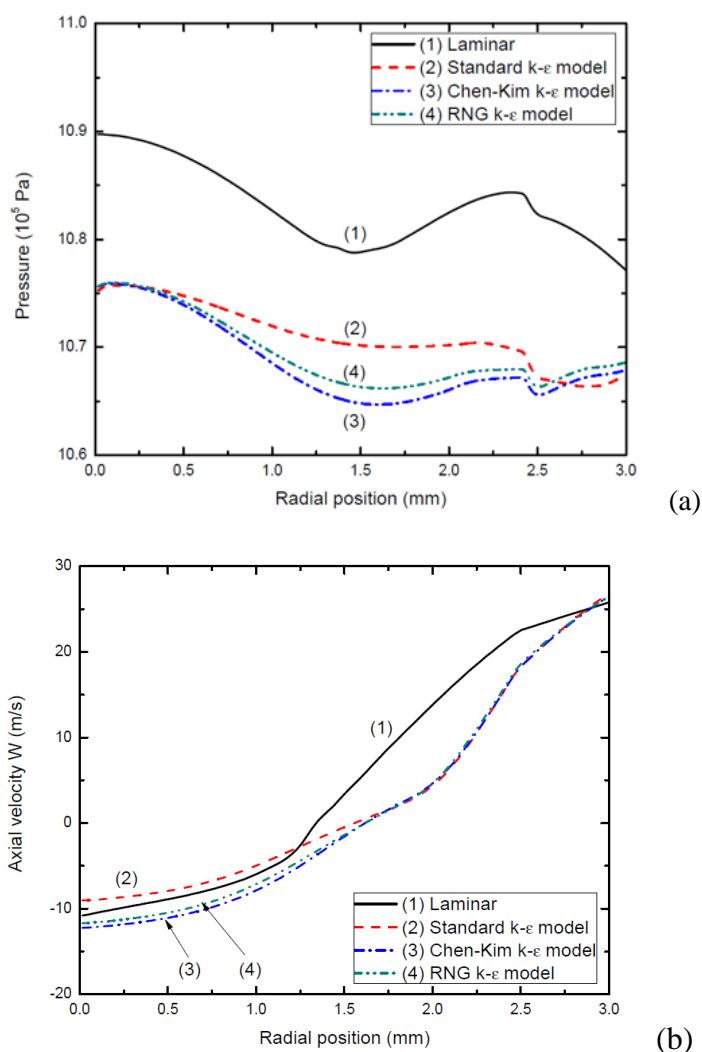 11.0
10.9
10.8
10.7
10.6
Pressure (10⁵ Pa)
(1) Laminar
(2) Standard k-ε model
(3) Chen-Kim k-ε model
(4) RNG k-ε model
(1)
(2)
(4)
(3)
0.0 0.5 1.0 1.5 2.0 2.5 3.0
Radial position (mm)
(a)
30
20
10
0
-10
-20
Axial velocity W (m/s)
(1)
(2)
(3)
(4)
(1) Laminar
(2) Standard k-ε model
(3) Chen-Kim k-ε model
(4) RNG k-ε model
0.0 0.5 1.0 1.5 2.0 2.5 3.0
Radial position (mm)
(b)